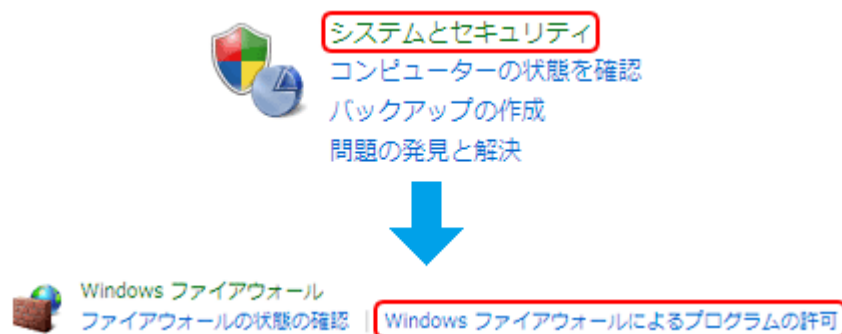 システムとセキュリティ
コンピューターの状態を確認
バックアップの作成
問題の発見と解決
Windows ファイアウォール
ファイアウォールの状態の確認 | Windows ファイアウォールによるプログラムの許可